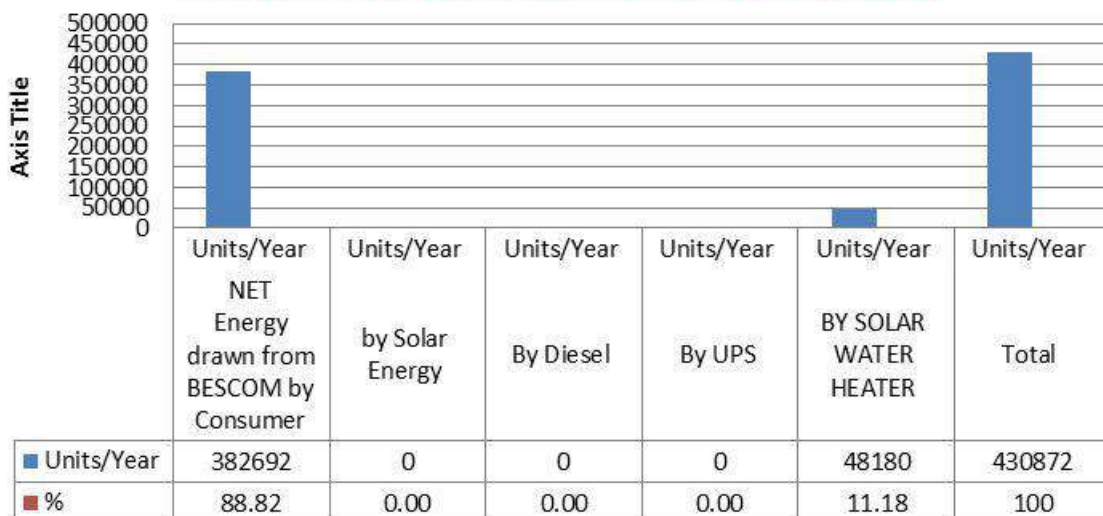 500000
450000
400000
350000
300000
250000
200000
150000
100000
50000
0
Axis Title
Units/Year Units/Year Units/Year Units/Year Units/Year Units/Year
NET
Energy
drawn from
BESCOM by
Consumer
by Solar
Energy
By Diesel
By UPS
BY SOLAR
WATER
HEATER
Total
Units/Year 382692 0 0 0 48180 430872
% 88.82 0.00 0.00 0.00 11.18 100